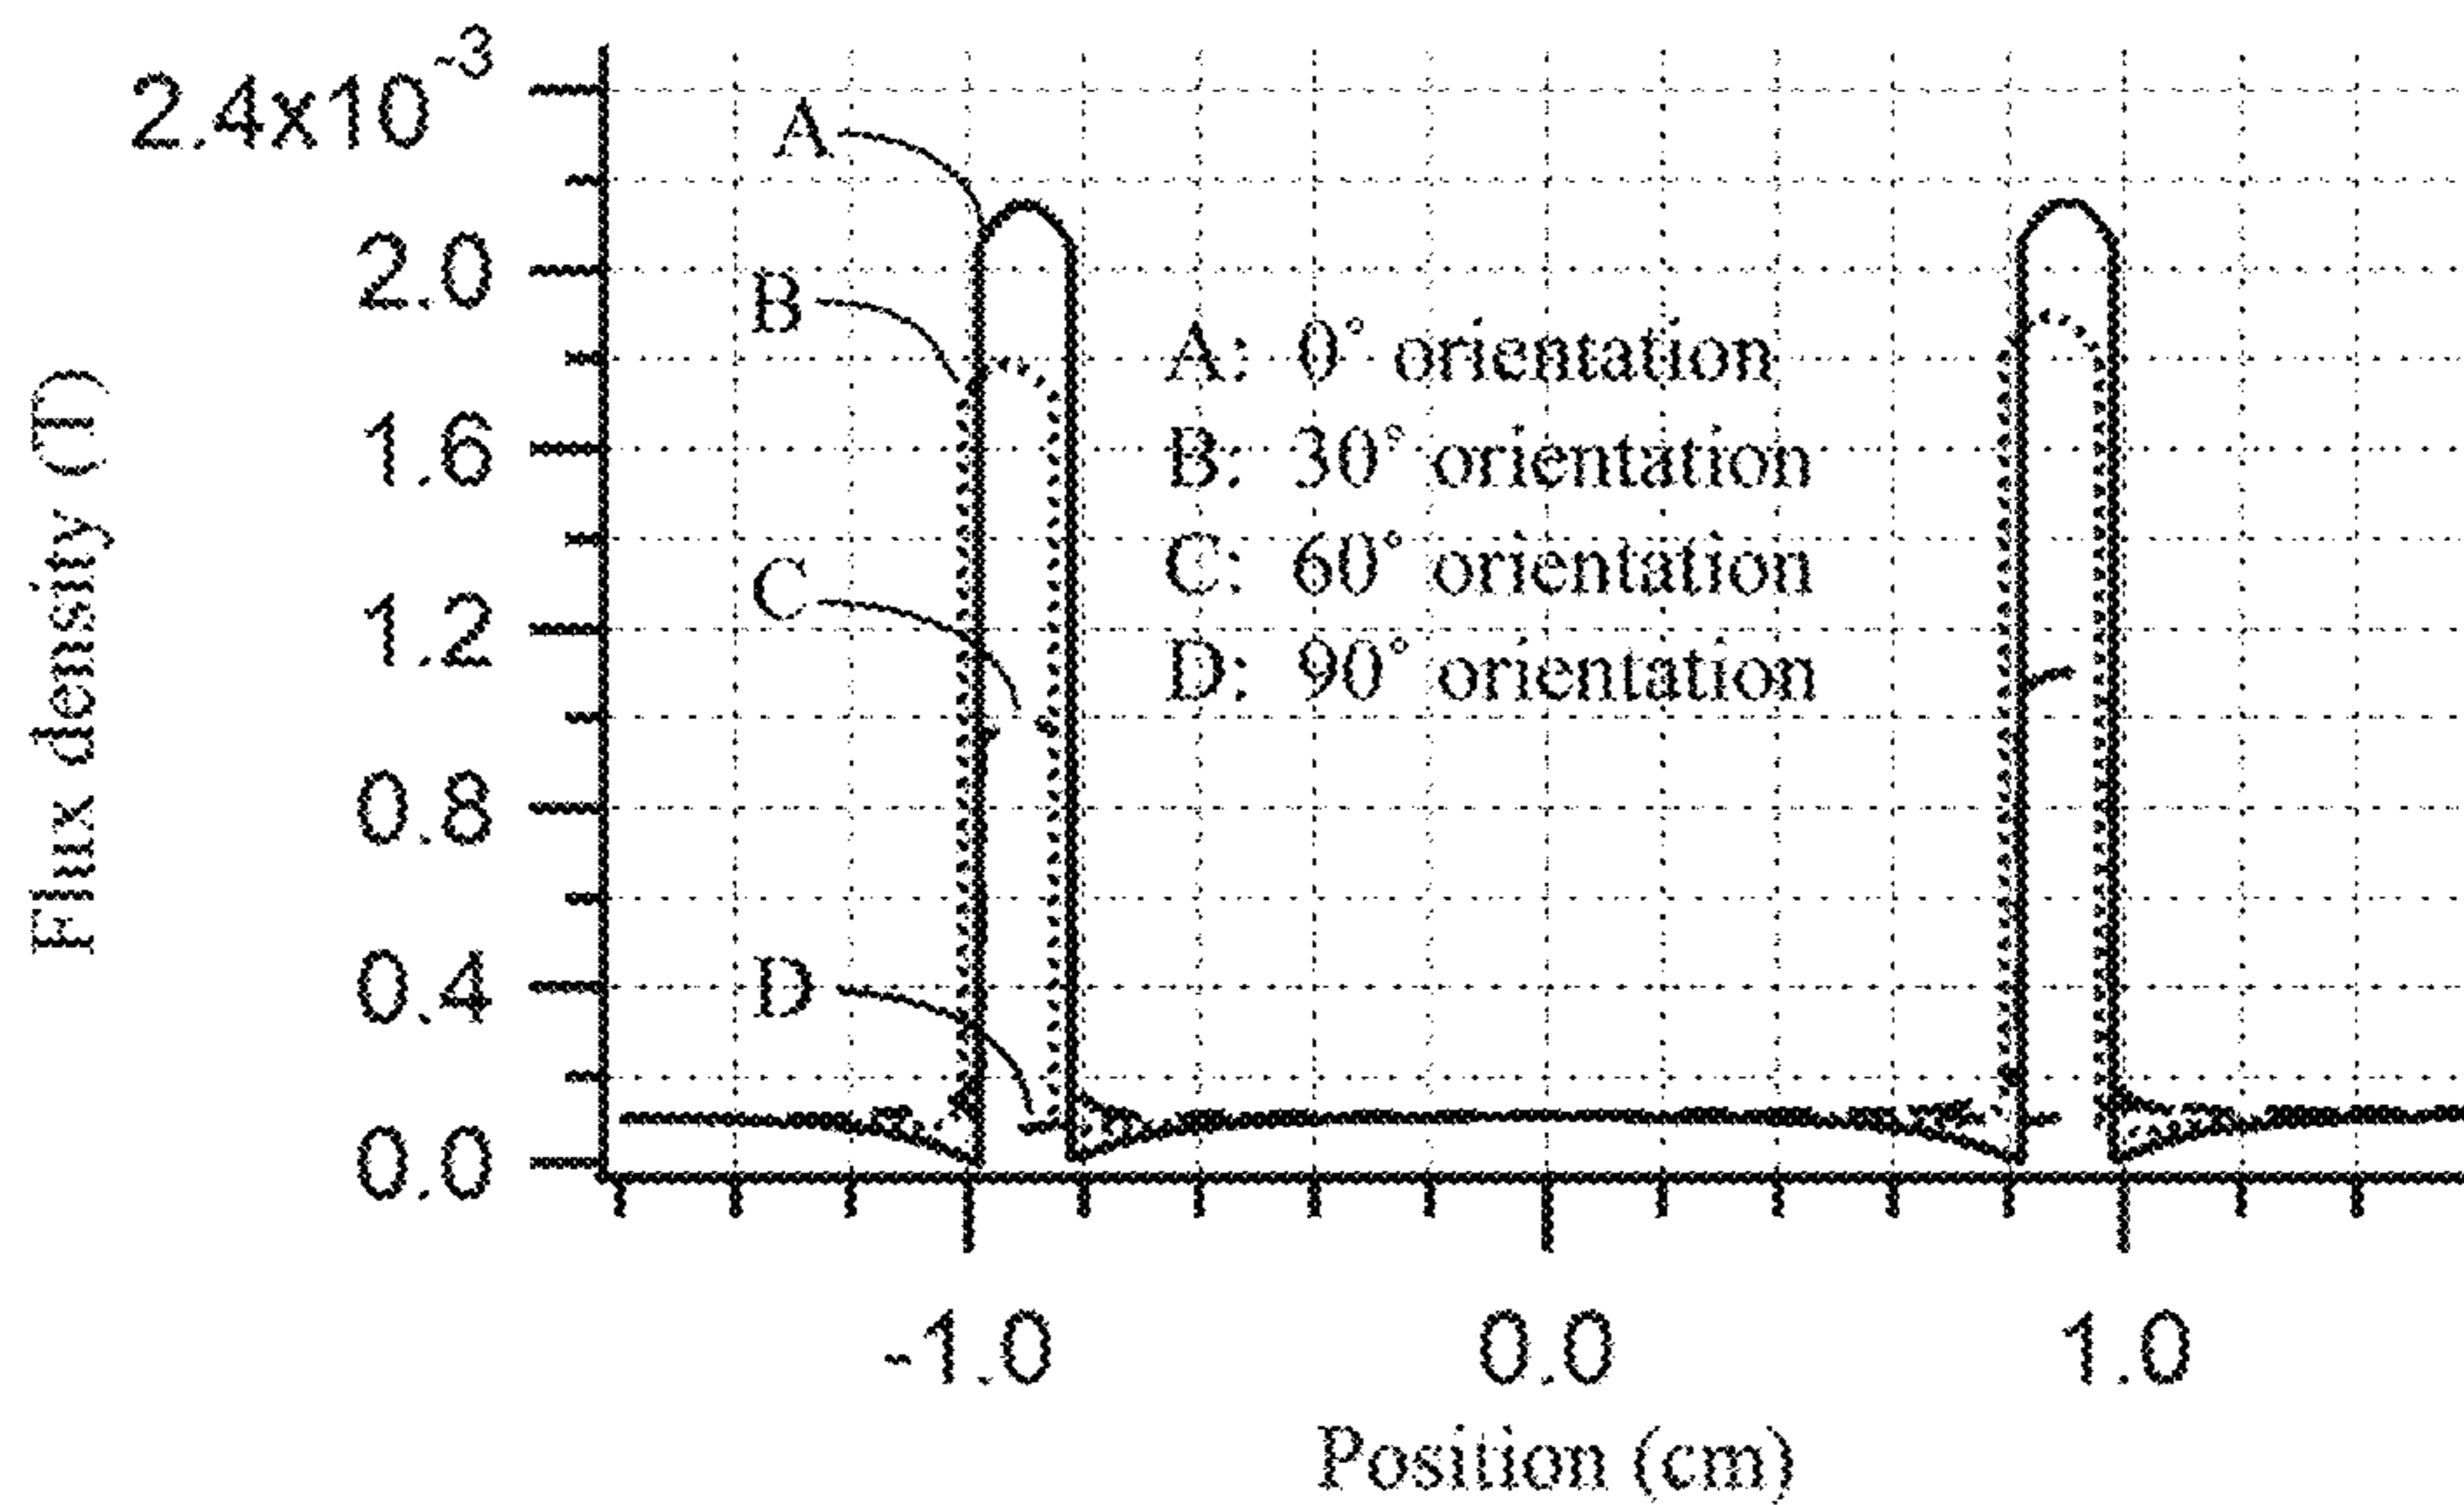 2.4x10-3
2.0
1.6
1.2
0.8
0.4
0.0
Flux density (T)
A
B
C
D
A: 0° orientation
B: 30° orientation
C: 60° orientation
D: 90° orientation
-1.0
0.0
1.0
Position (cm)